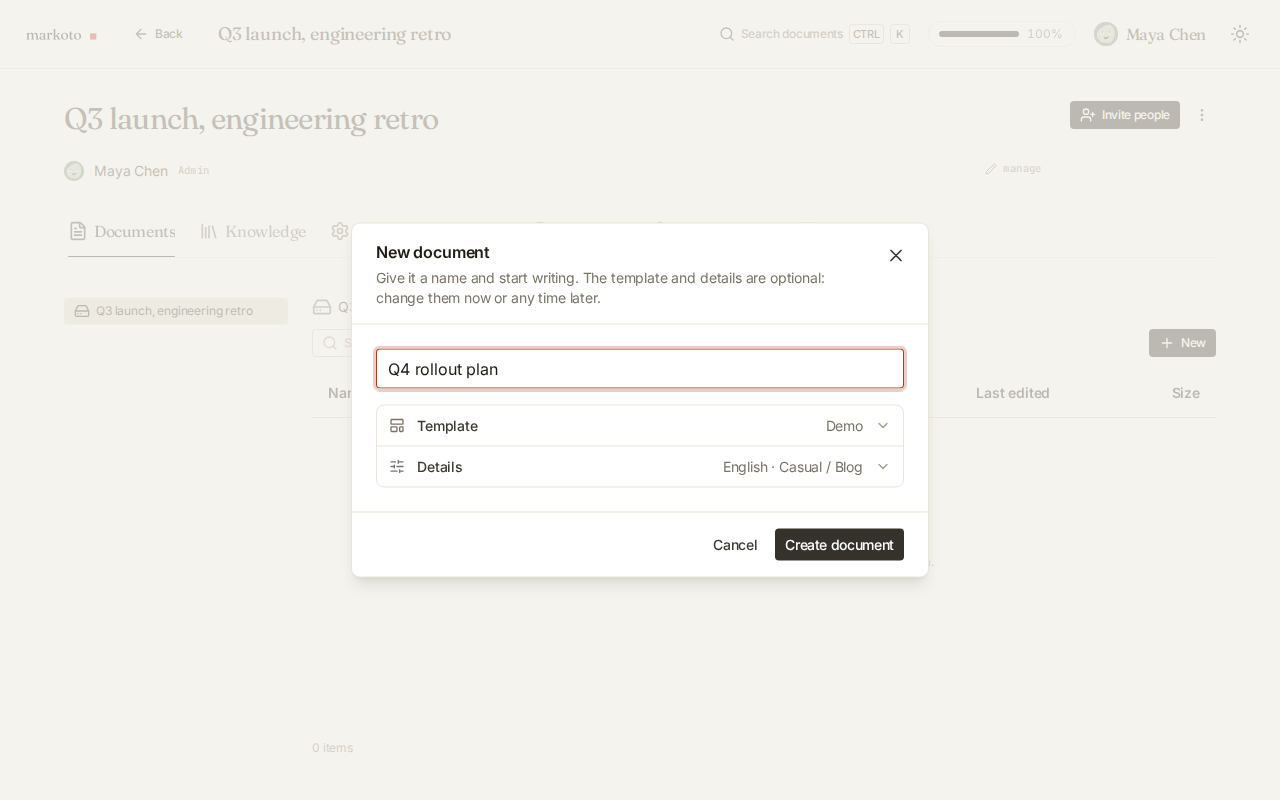 markoto
Back
Q3 launch, engineering retro
Search documents CTRL K
100%
Maya Chen
Q3 launch, engineering retro
Invite people
Maya Chen Admin
manage
Documents
Knowledge
Q3 launch, engineering retro
New
Last edited
Size
New document
Give it a name and start writing. The template and details are optional:
change them now or any time later.
Q4 rollout plan
Template Demo
Details English · Casual / Blog
Cancel
Create document
0 items